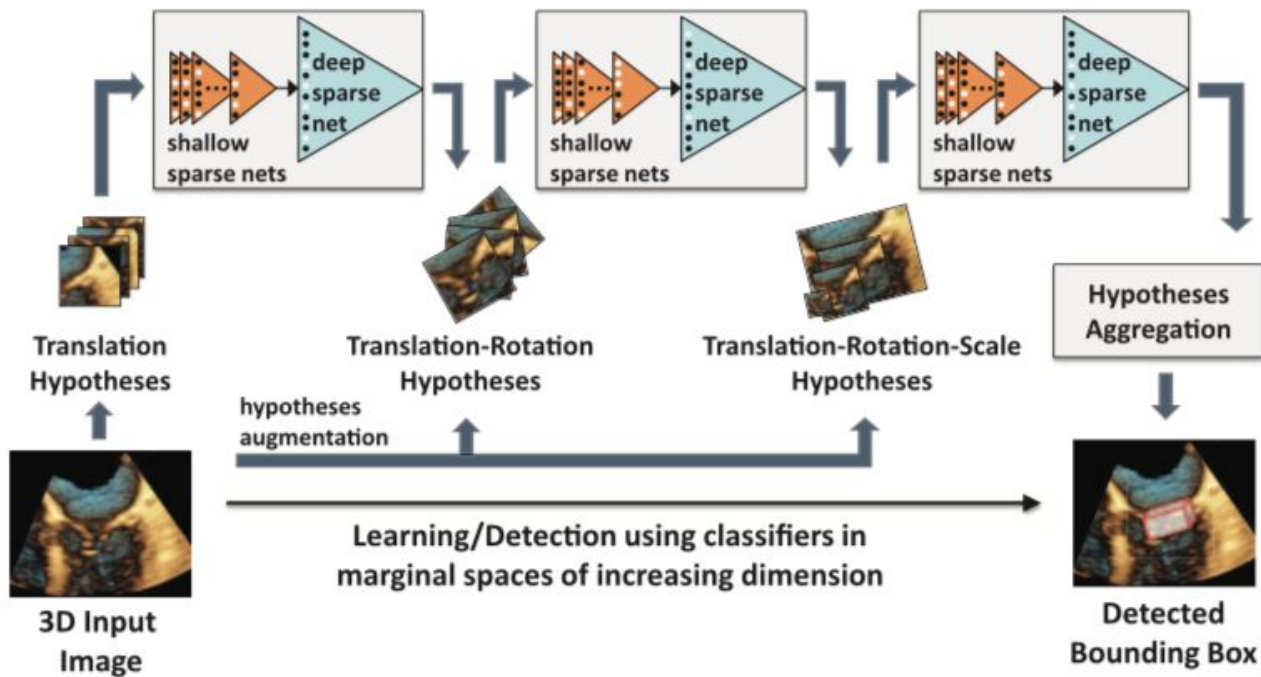 deep
sparse
net
shallow
sparse nets
deep
sparse
net
shallow
sparse nets
deep
sparse
net
shallow
sparse nets
Translation
Hypotheses
Translation-Rotation
Hypotheses
Translation-Rotation-Scale
Hypotheses
Hypotheses
Aggregation
hypotheses
augmentation
Learning/Detection using classifiers in
marginal spaces of increasing dimension
3D Input
Image
Detected
Bounding Box